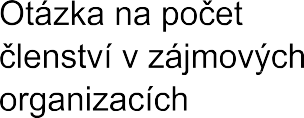 Otázka na počet
členství v zájmových
organizacích